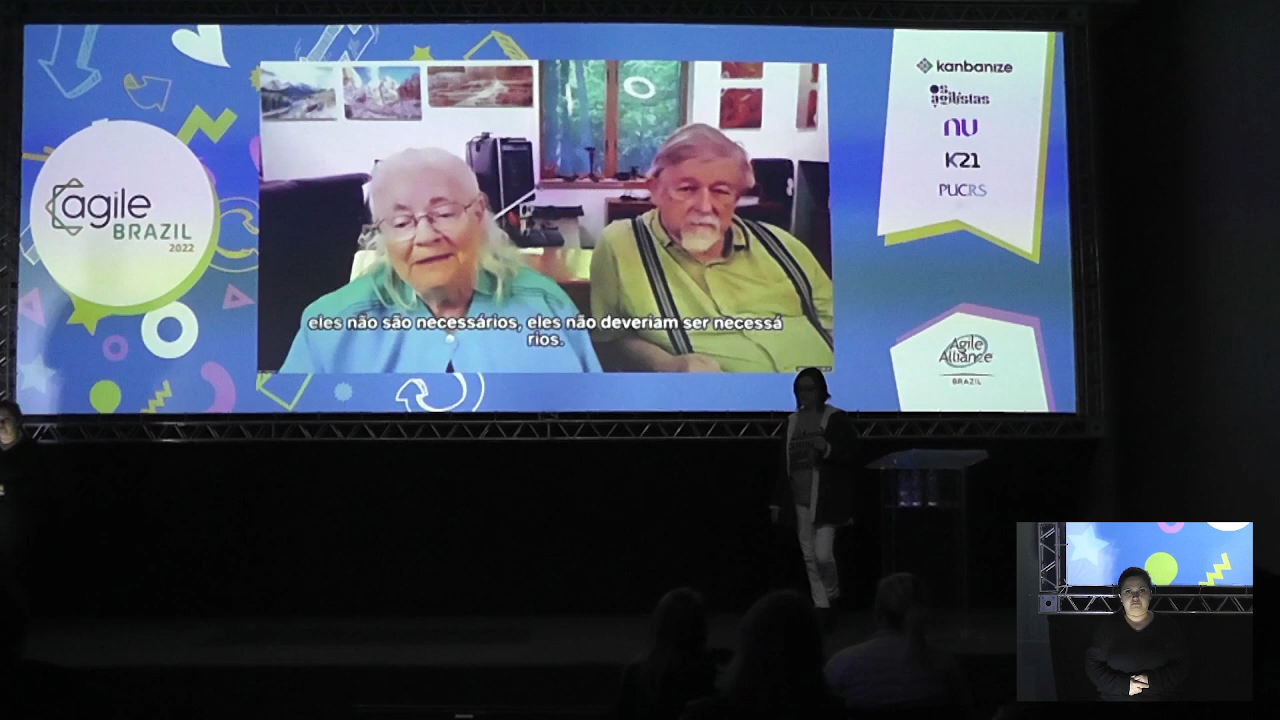 agile
BRAZIL
2022
eles não são necessários, eles não deveriam ser necessá
rios.
kanbanize
os
agilistas
nu
K21
PUCRS
Agile
Alliance
BRAZIL